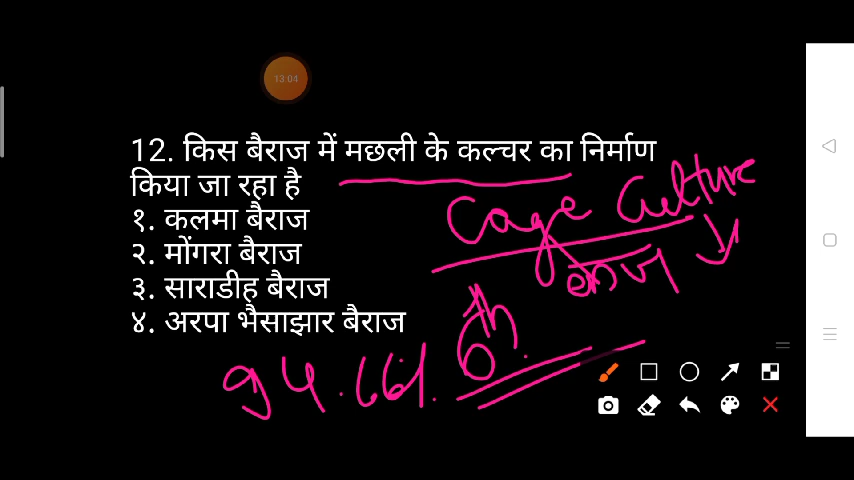 13:04
12. किस बैराज में मछली के कल्चर का निर्माण
किया जा रहा है
Cage Culture
१. कलमा बैराज
२. मोंगरा बैराज
३. साराडीह बैराज
४. अरपा भैसाझार बैराज
6th
94.66%.